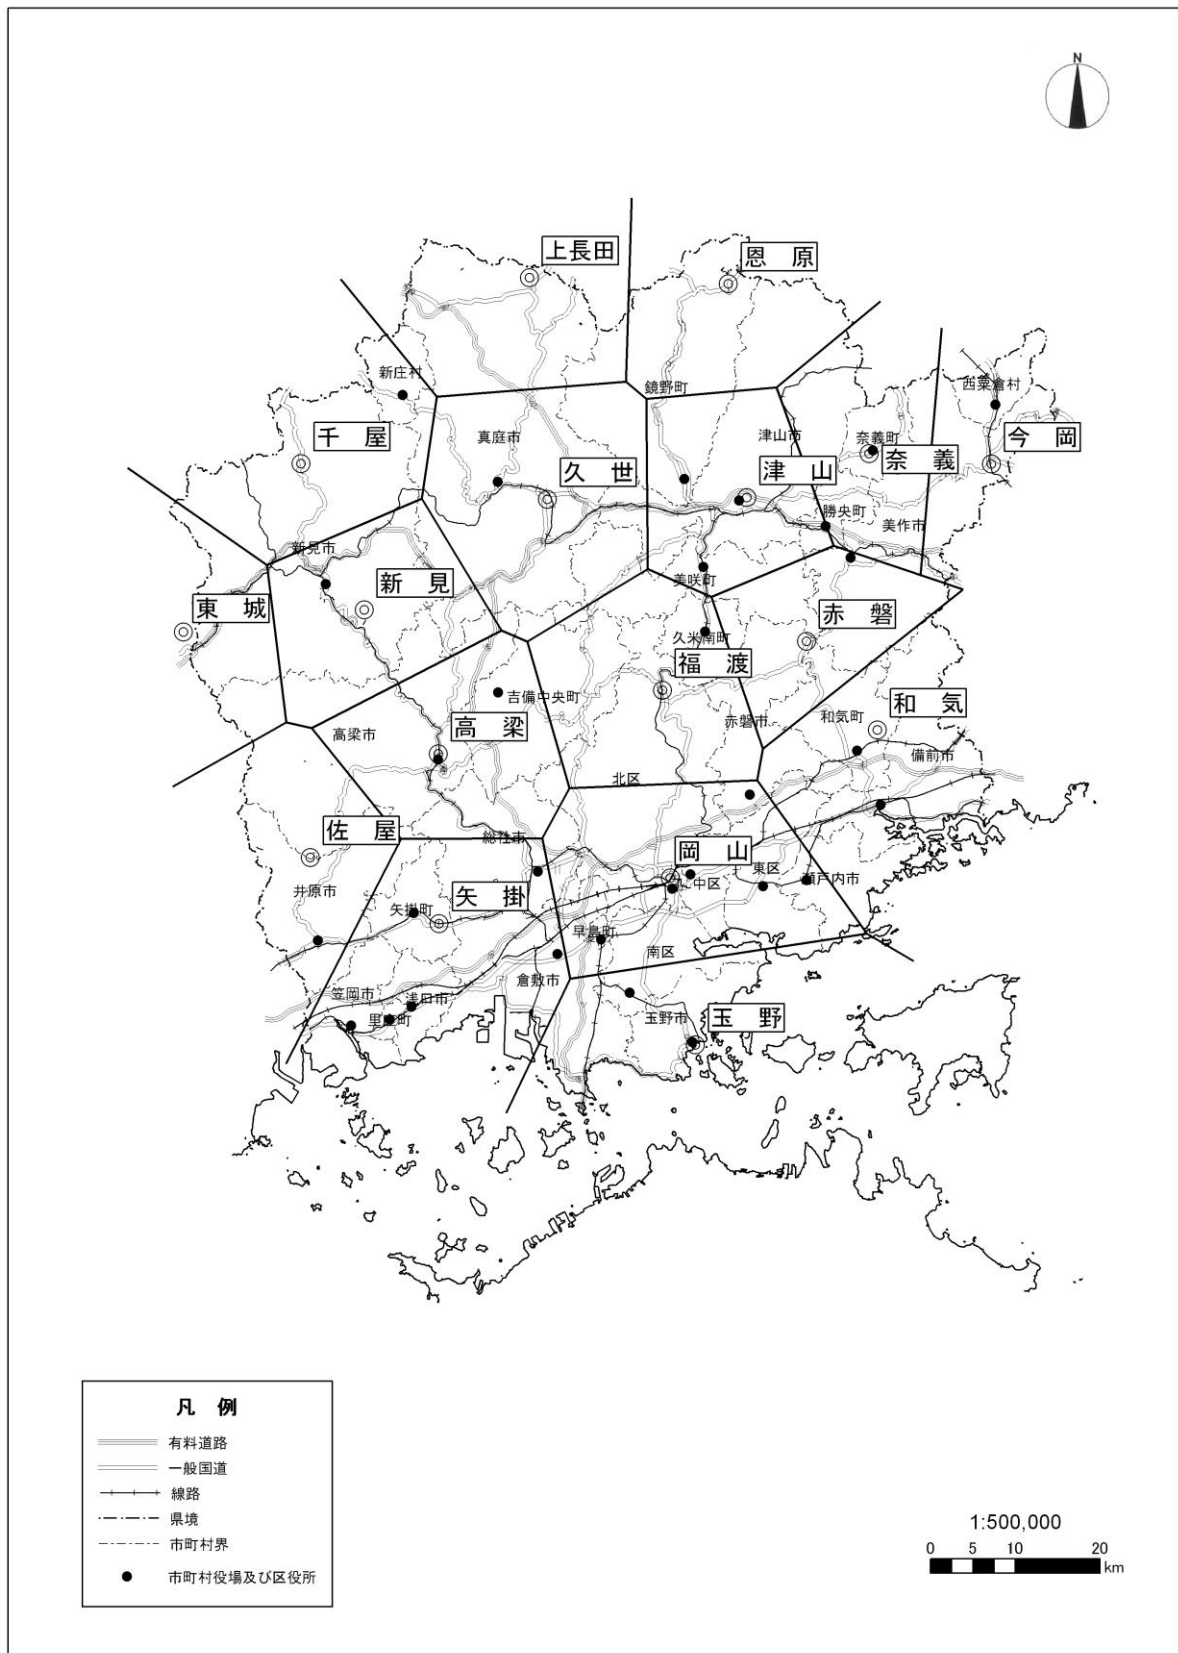 N
上長田
恩　原
新庄村
鏡野町
西粟倉村
千　屋
真庭市
津山市
奈義町
今　岡
久　世
津　山
奈　義
勝央町
美作市
新見市
新　見
美咲町
東　城
赤　磐
久米南町
福　渡
吉備中央町
和　気
高梁市
高　梁
赤磐市
和気町
備前市
北区
佐　屋
総社市
岡　山
井原市
矢　掛
中区
東区
瀬戸内市
矢掛町
早島町
南区
倉敷市
笠岡市
浅口市
里庄町
玉野市
玉　野
凡　例
有料道路
一般国道
線路
県境
市町村界
市町村役場及び区役所
1:500,000
0 5 10 20
km